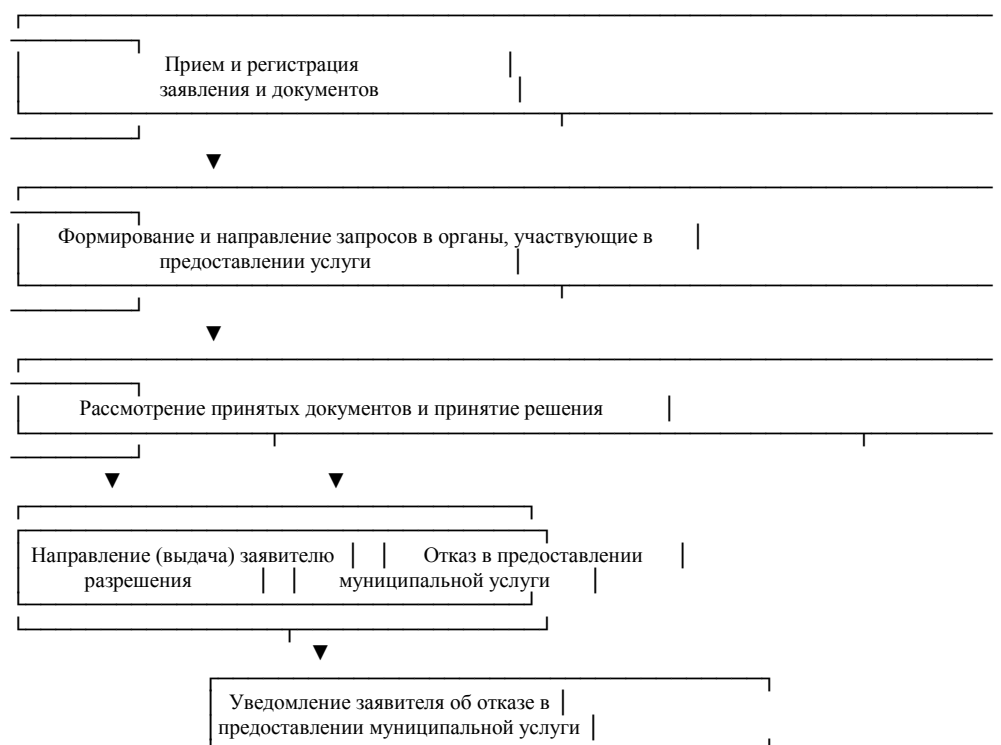 Прием и регистрация
заявления и документов
Формирование и направление запросов в органы, участвующие в
предоставлении услуги
Рассмотрение принятых документов и принятие решения
Направление (выдача) заявителю Отказ в предоставлении
разрешения муниципальной услуги
Уведомление заявителя об отказе в
предоставлении муниципальной услуги